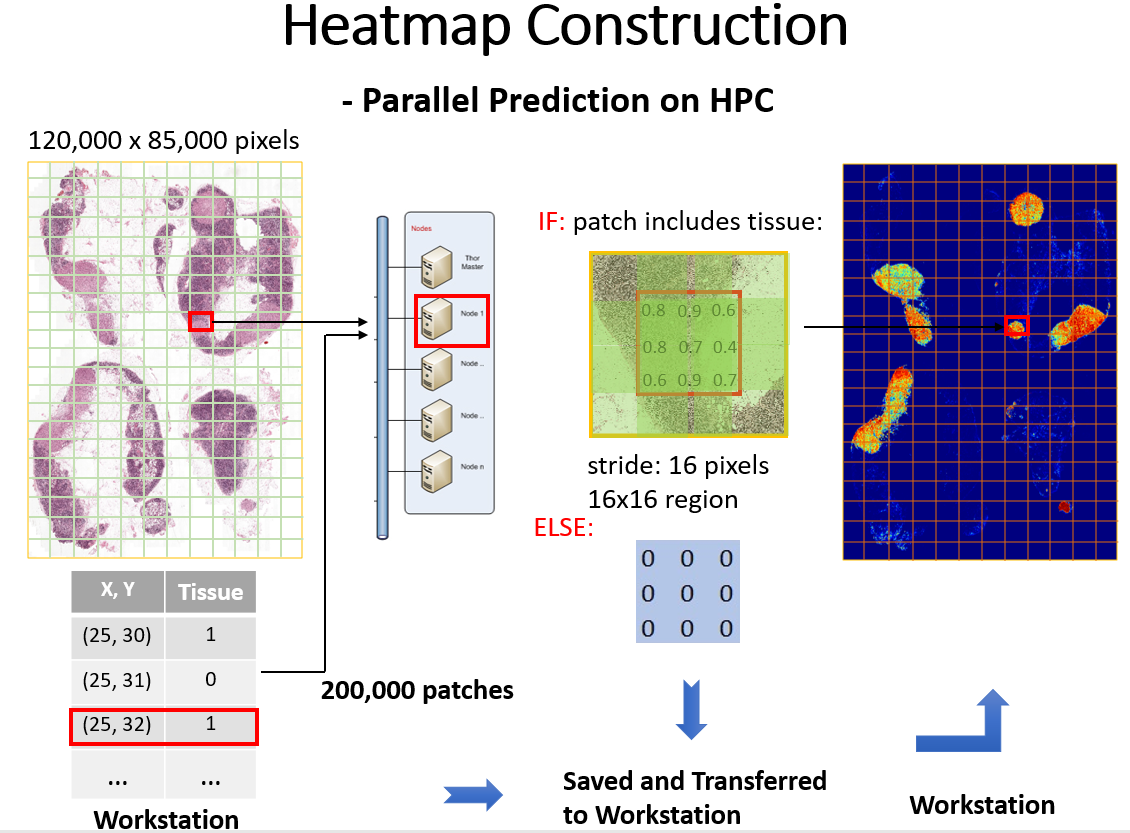 Heatmap Construction
- Parallel Prediction on HPC
120,000 x 85,000 pixels
Nodes
Thor
Master
Node 1
Node ..
Node ..
Node n
IF: patch includes tissue:
0.8 0.9 0.6
0.8 0.7 0.4
0.6 0.9 0.7
stride: 16 pixels
16x16 region
ELSE:
0 0 0
0 0 0
0 0 0
X, Y Tissue
(25, 30) 1
(25, 31) 0
(25, 32) 1
... ...
Workstation
200,000 patches
Saved and Transferred
to Workstation
Workstation